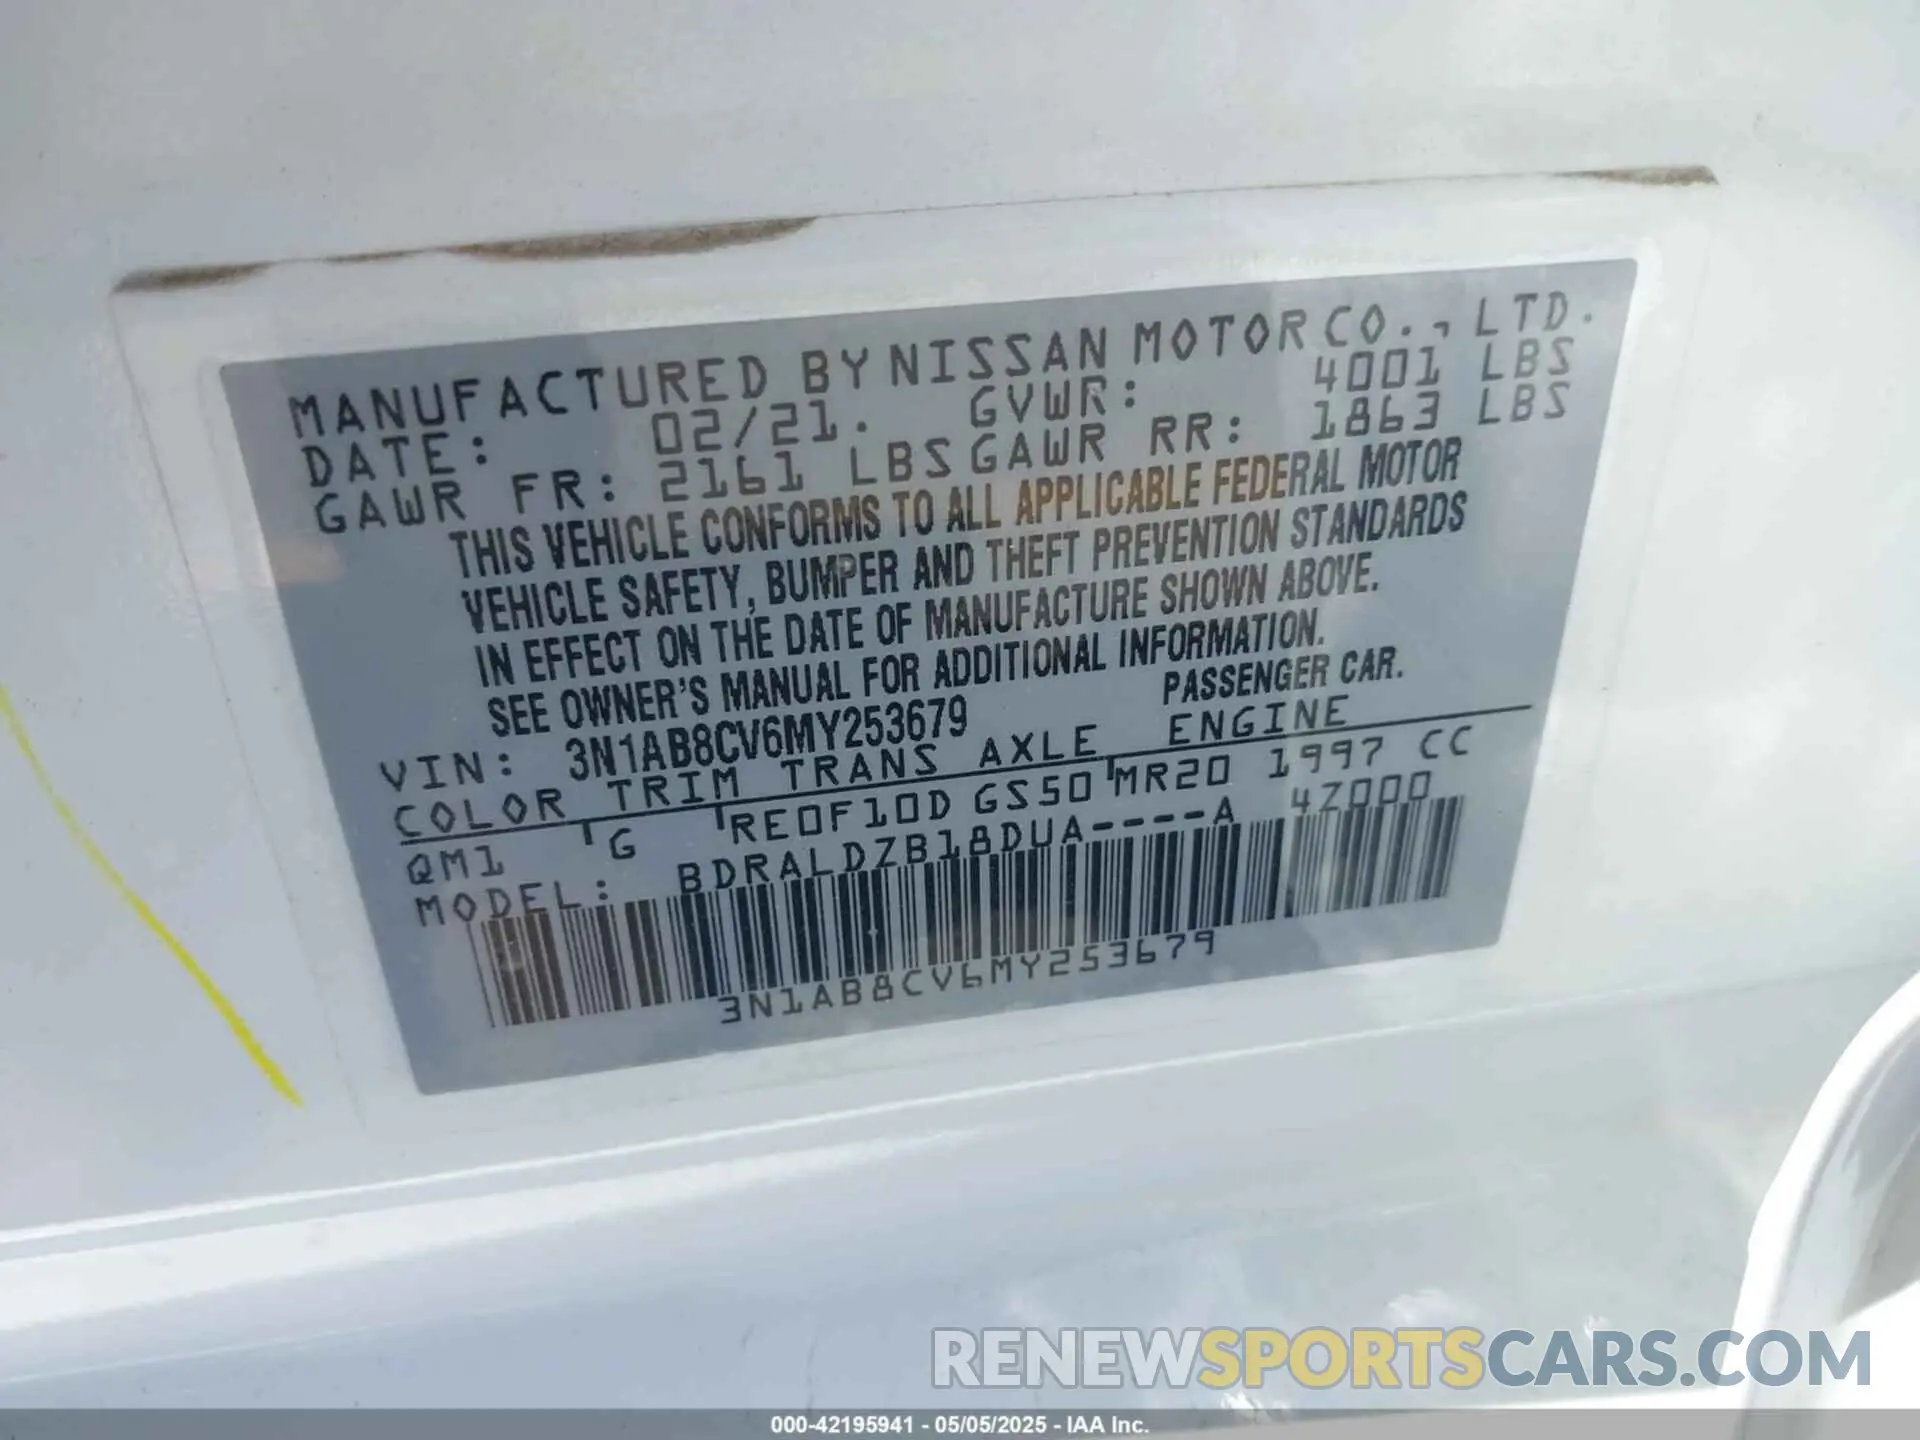 MANUFACTURED BY NISSAN MOTOR CO., LTD.
DATE: 02/21. GVWR: 4001 LBS
GAWR FR: 2161 LBS GAWR RR: 1863 LBS
THIS VEHICLE CONFORMS TO ALL APPLICABLE FEDERAL MOTOR
VEHICLE SAFETY, BUMPER AND THEFT PREVENTION STANDARDS
IN EFFECT ON THE DATE OF MANUFACTURE SHOWN ABOVE.
SEE OWNER'S MANUAL FOR ADDITIONAL INFORMATION.
VIN: 3N1AB8CV6MY253679 PASSENGER CAR.
COLOR TRIM TRANS AXLE ENGINE
QM1 G RE0F10D GS50 MR20 1997 CC
MODEL: BDRALDZB18DUA----A 4Z000
3N1AB8CV6MY253679
RENEWSPORTSCARS.COM
000-42195941 - 05/05/2025 - IAA Inc.